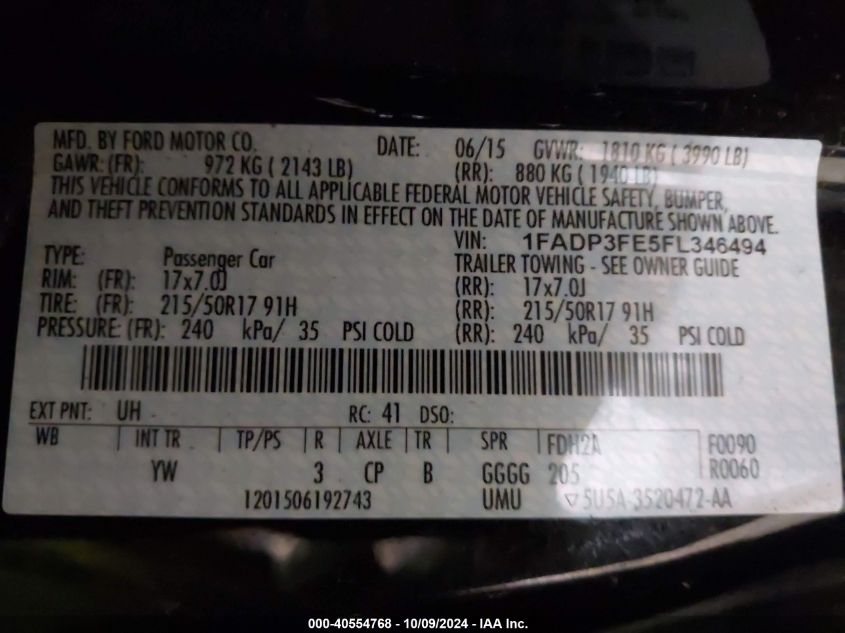 MFD. BY FORD MOTOR CO. DATE: 06/15 GVWR: 1810 KG ( 3990 LB)
GAWR:(FR): 972 KG ( 2143 LB) (RR): 880 KG ( 1940 LB)
THIS VEHICLE CONFORMS TO ALL APPLICABLE FEDERAL MOTOR VEHICLE SAFETY, BUMPER,
AND THEFT PREVENTION STANDARDS IN EFFECT ON THE DATE OF MANUFACTURE SHOWN ABOVE.
VIN: 1FADP3FE5FL346494
TYPE: Passenger Car TRAILER TOWING - SEE OWNER GUIDE
RIM: (FR): 17x7.0J (RR): 17x7.0J
TIRE: (FR): 215/50R17 91H (RR): 215/50R17 91H
PRESSURE: (FR): 240 kPa/ 35 PSI COLD (RR): 240 kPa/ 35 PSI COLD
EXT PNT: UH RC: 41 DSO:
WB | INT TR | TP/PS | R | AXLE | TR | SPR FDH2A F0090
YW 3 CP B GGGG 205 R0060
1201506192743 UMU ▽5U5A-3520472-AA
000-40554768 - 10/09/2024 - IAA Inc.